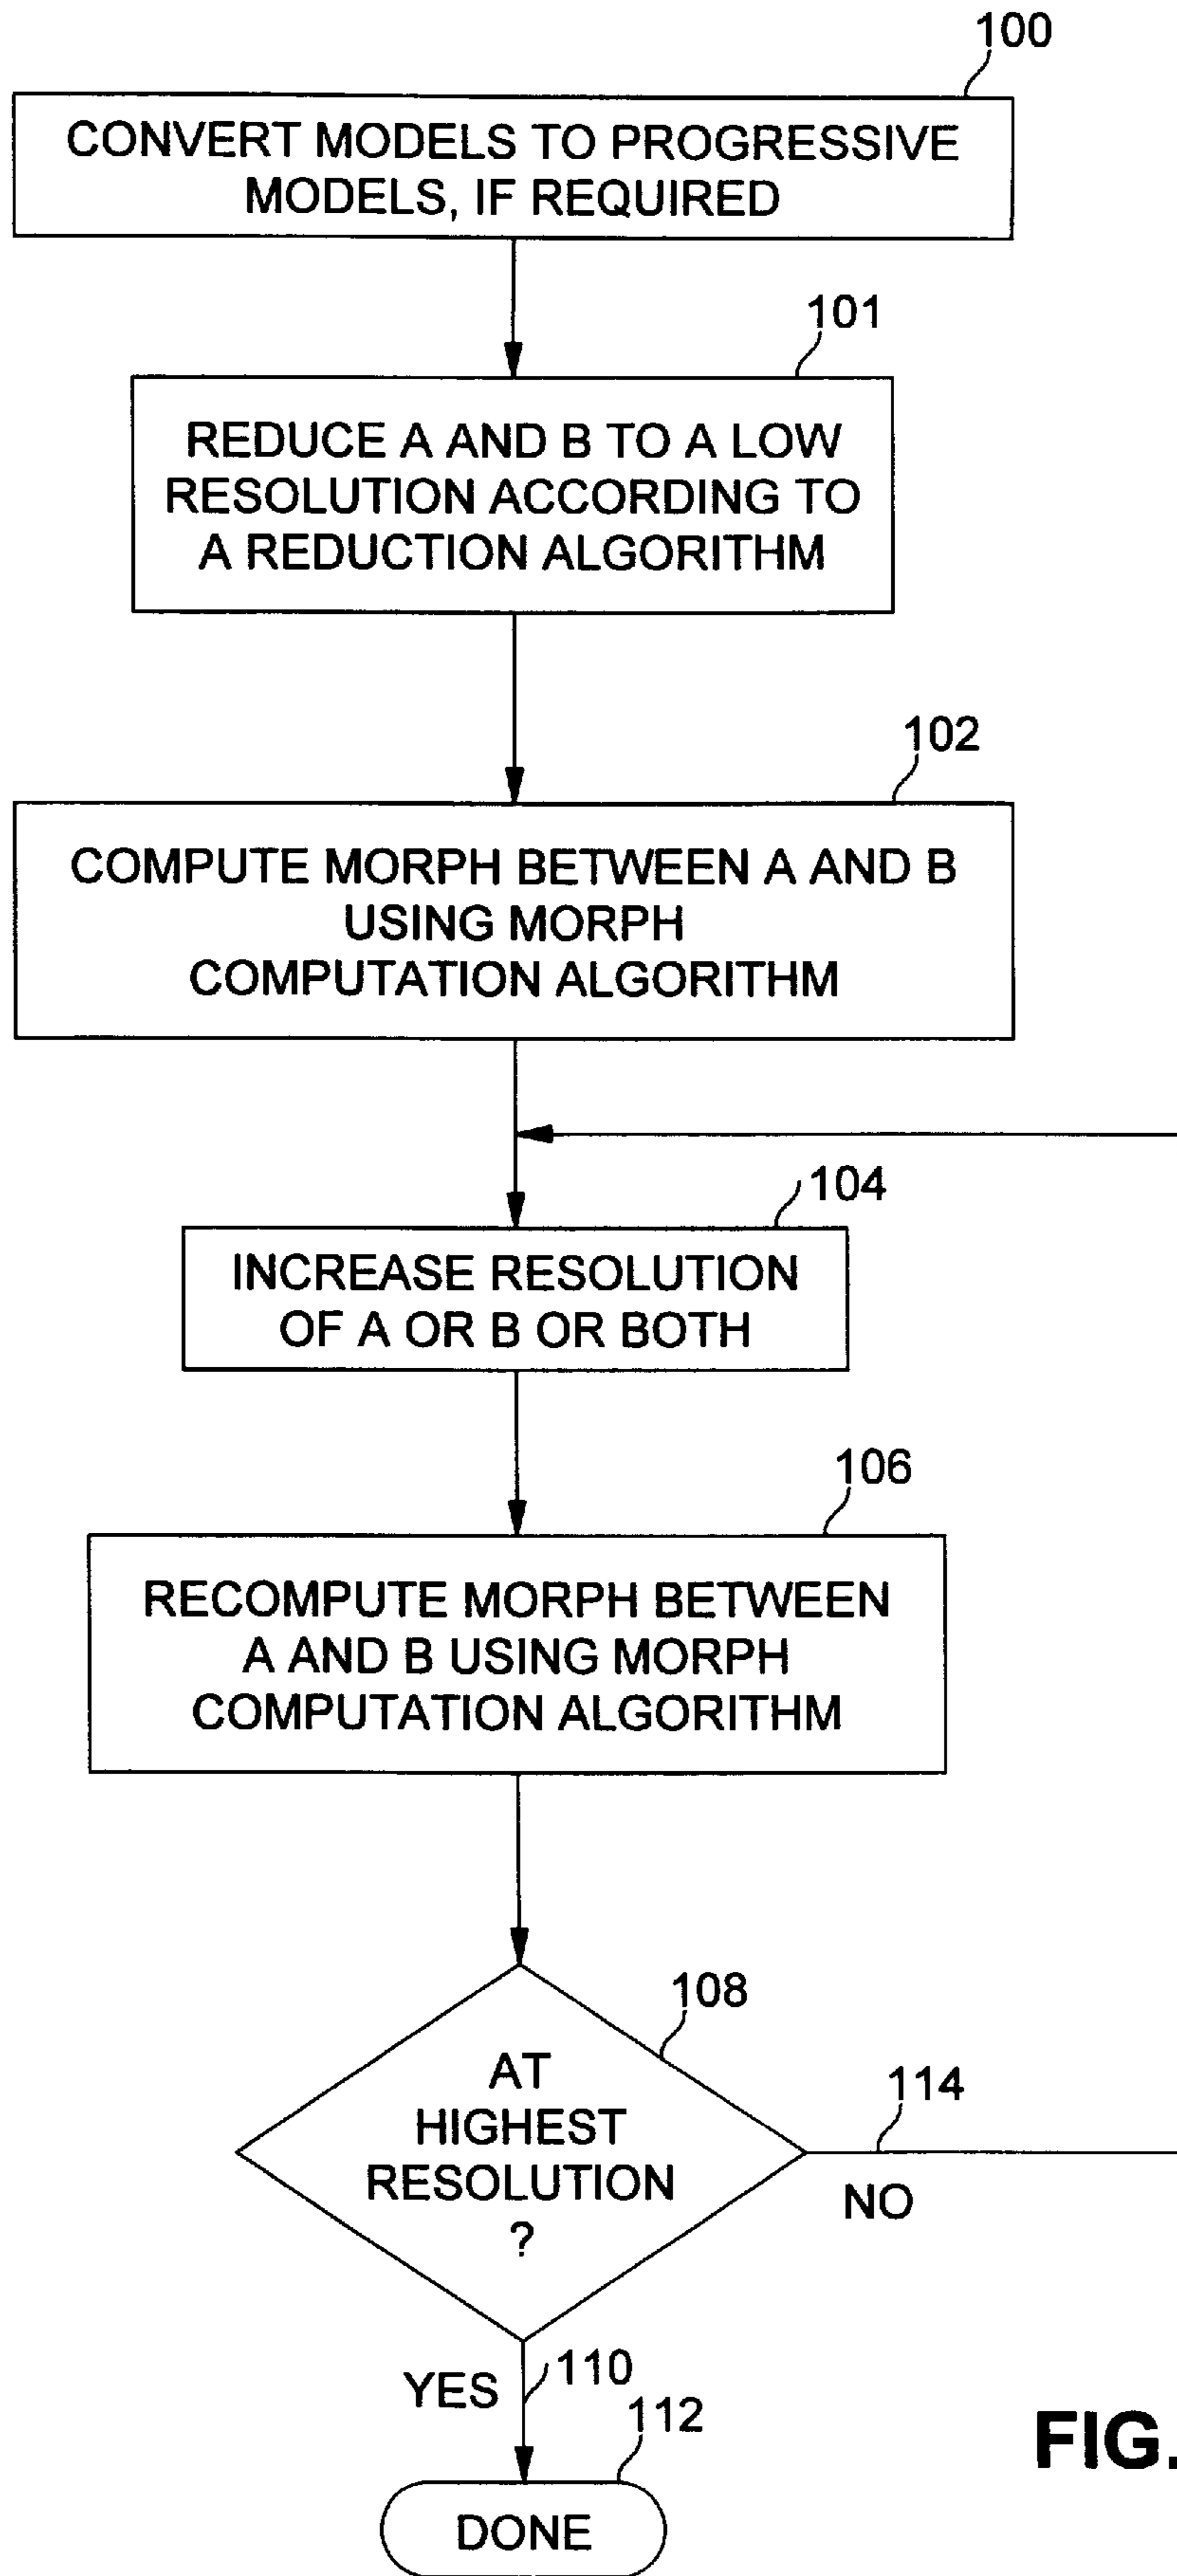 100
CONVERT MODELS TO PROGRESSIVE
MODELS, IF REQUIRED
101
REDUCE A AND B TO A LOW
RESOLUTION ACCORDING TO
A REDUCTION ALGORITHM
102
COMPUTE MORPH BETWEEN A AND B
USING MORPH
COMPUTATION ALGORITHM
104
INCREASE RESOLUTION
OF A OR B OR BOTH
106
RECOMPUTE MORPH BETWEEN
A AND B USING MORPH
COMPUTATION ALGORITHM
108
AT
HIGHEST
RESOLUTION
?
114
NO
YES
110
112
DONE
FIG.